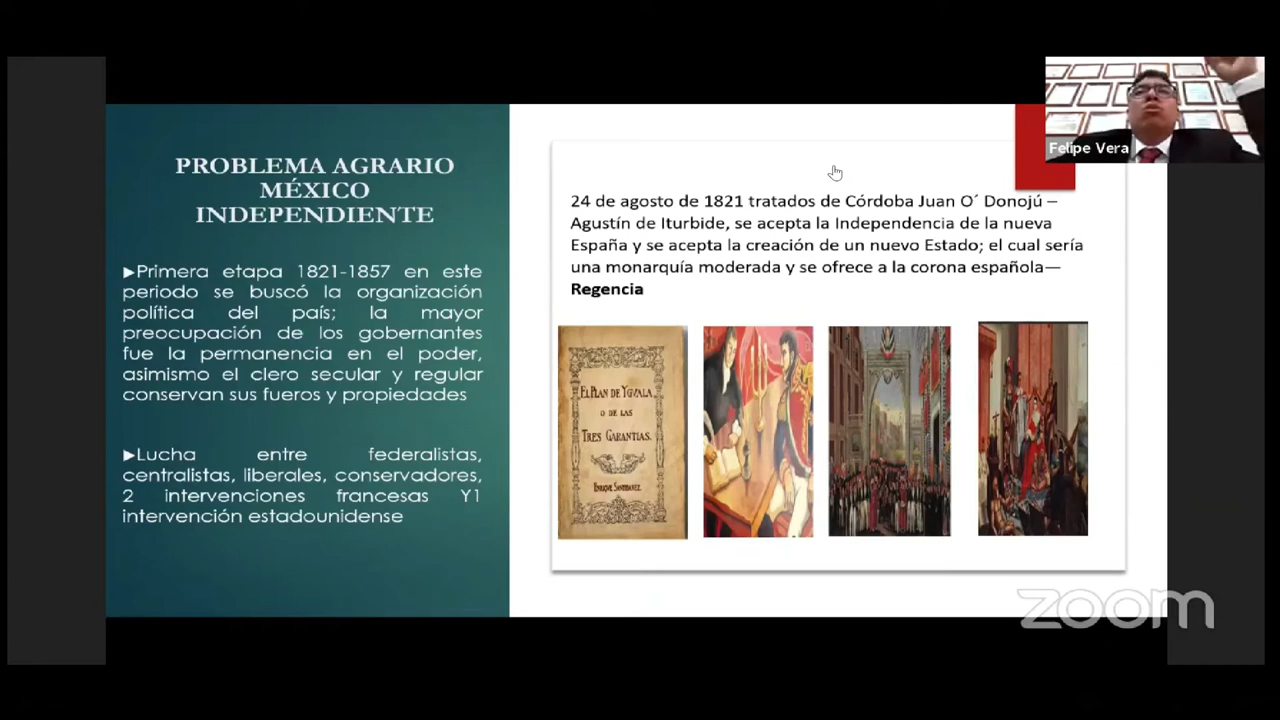 PROBLEMA AGRARIO
MÉXICO
INDEPENDIENTE
▶Primera etapa 1821-1857 en este
periodo se buscó la organización
política del país; la mayor
preocupación de los gobernantes
fue la permanencia en el poder,
asimismo el clero secular y regular
conservan sus fueros y propiedades
▶Lucha entre federalistas,
centralistas, liberales, conservadores,
2 intervenciones francesas Y1
intervención estadounidense
24 de agosto de 1821 tratados de Córdoba Juan O´ Donojú –
Agustín de Iturbide, se acepta la Independencia de la nueva
España y se acepta la creación de un nuevo Estado; el cual sería
una monarquía moderada y se ofrece a la corona española—
Regencia
EL PLAN DE YGUALA
O DE LAS
TRES GARANTIAS.
ENRIQUE SANTIBAÑEZ
Felipe Vera
zoom